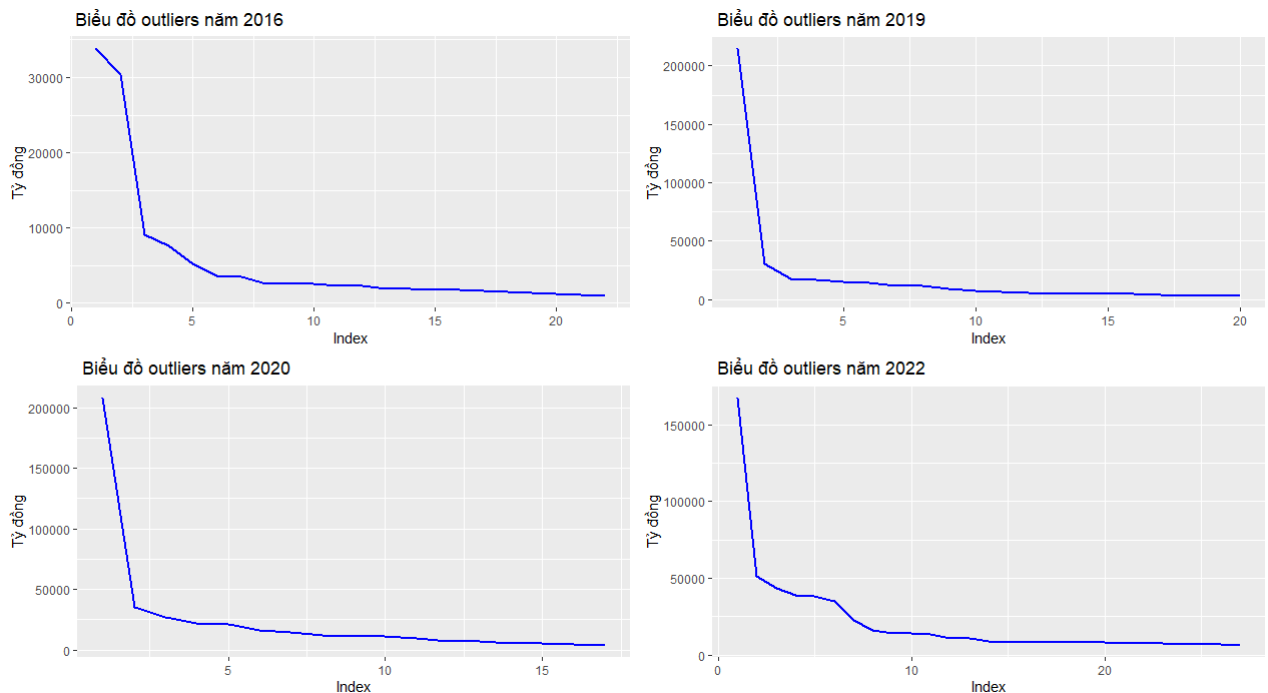 Biểu đồ outliers năm 2016
30000
20000
10000
0
Tỷ đồng
0 5 10 15 20
Index
Biểu đồ outliers năm 2019
200000
150000
100000
50000
0
Tỷ đồng
5 10 15 20
Index
Biểu đồ outliers năm 2020
200000
150000
100000
50000
0
Tỷ đồng
5 10 15
Index
Biểu đồ outliers năm 2022
150000
100000
50000
0
Tỷ đồng
0 10 20
Index